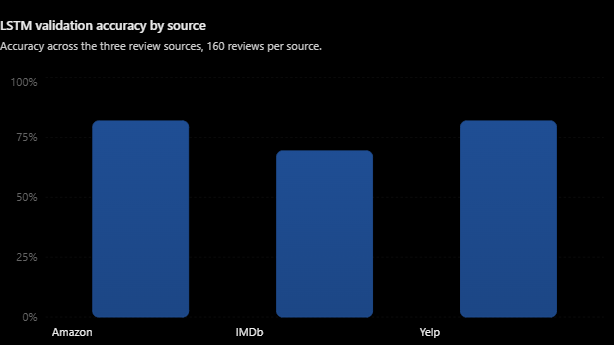 LSTM validation accuracy by source
Accuracy across the three review sources, 160 reviews per source.
100%
75%
50%
25%
0%
Amazon IMDb Yelp